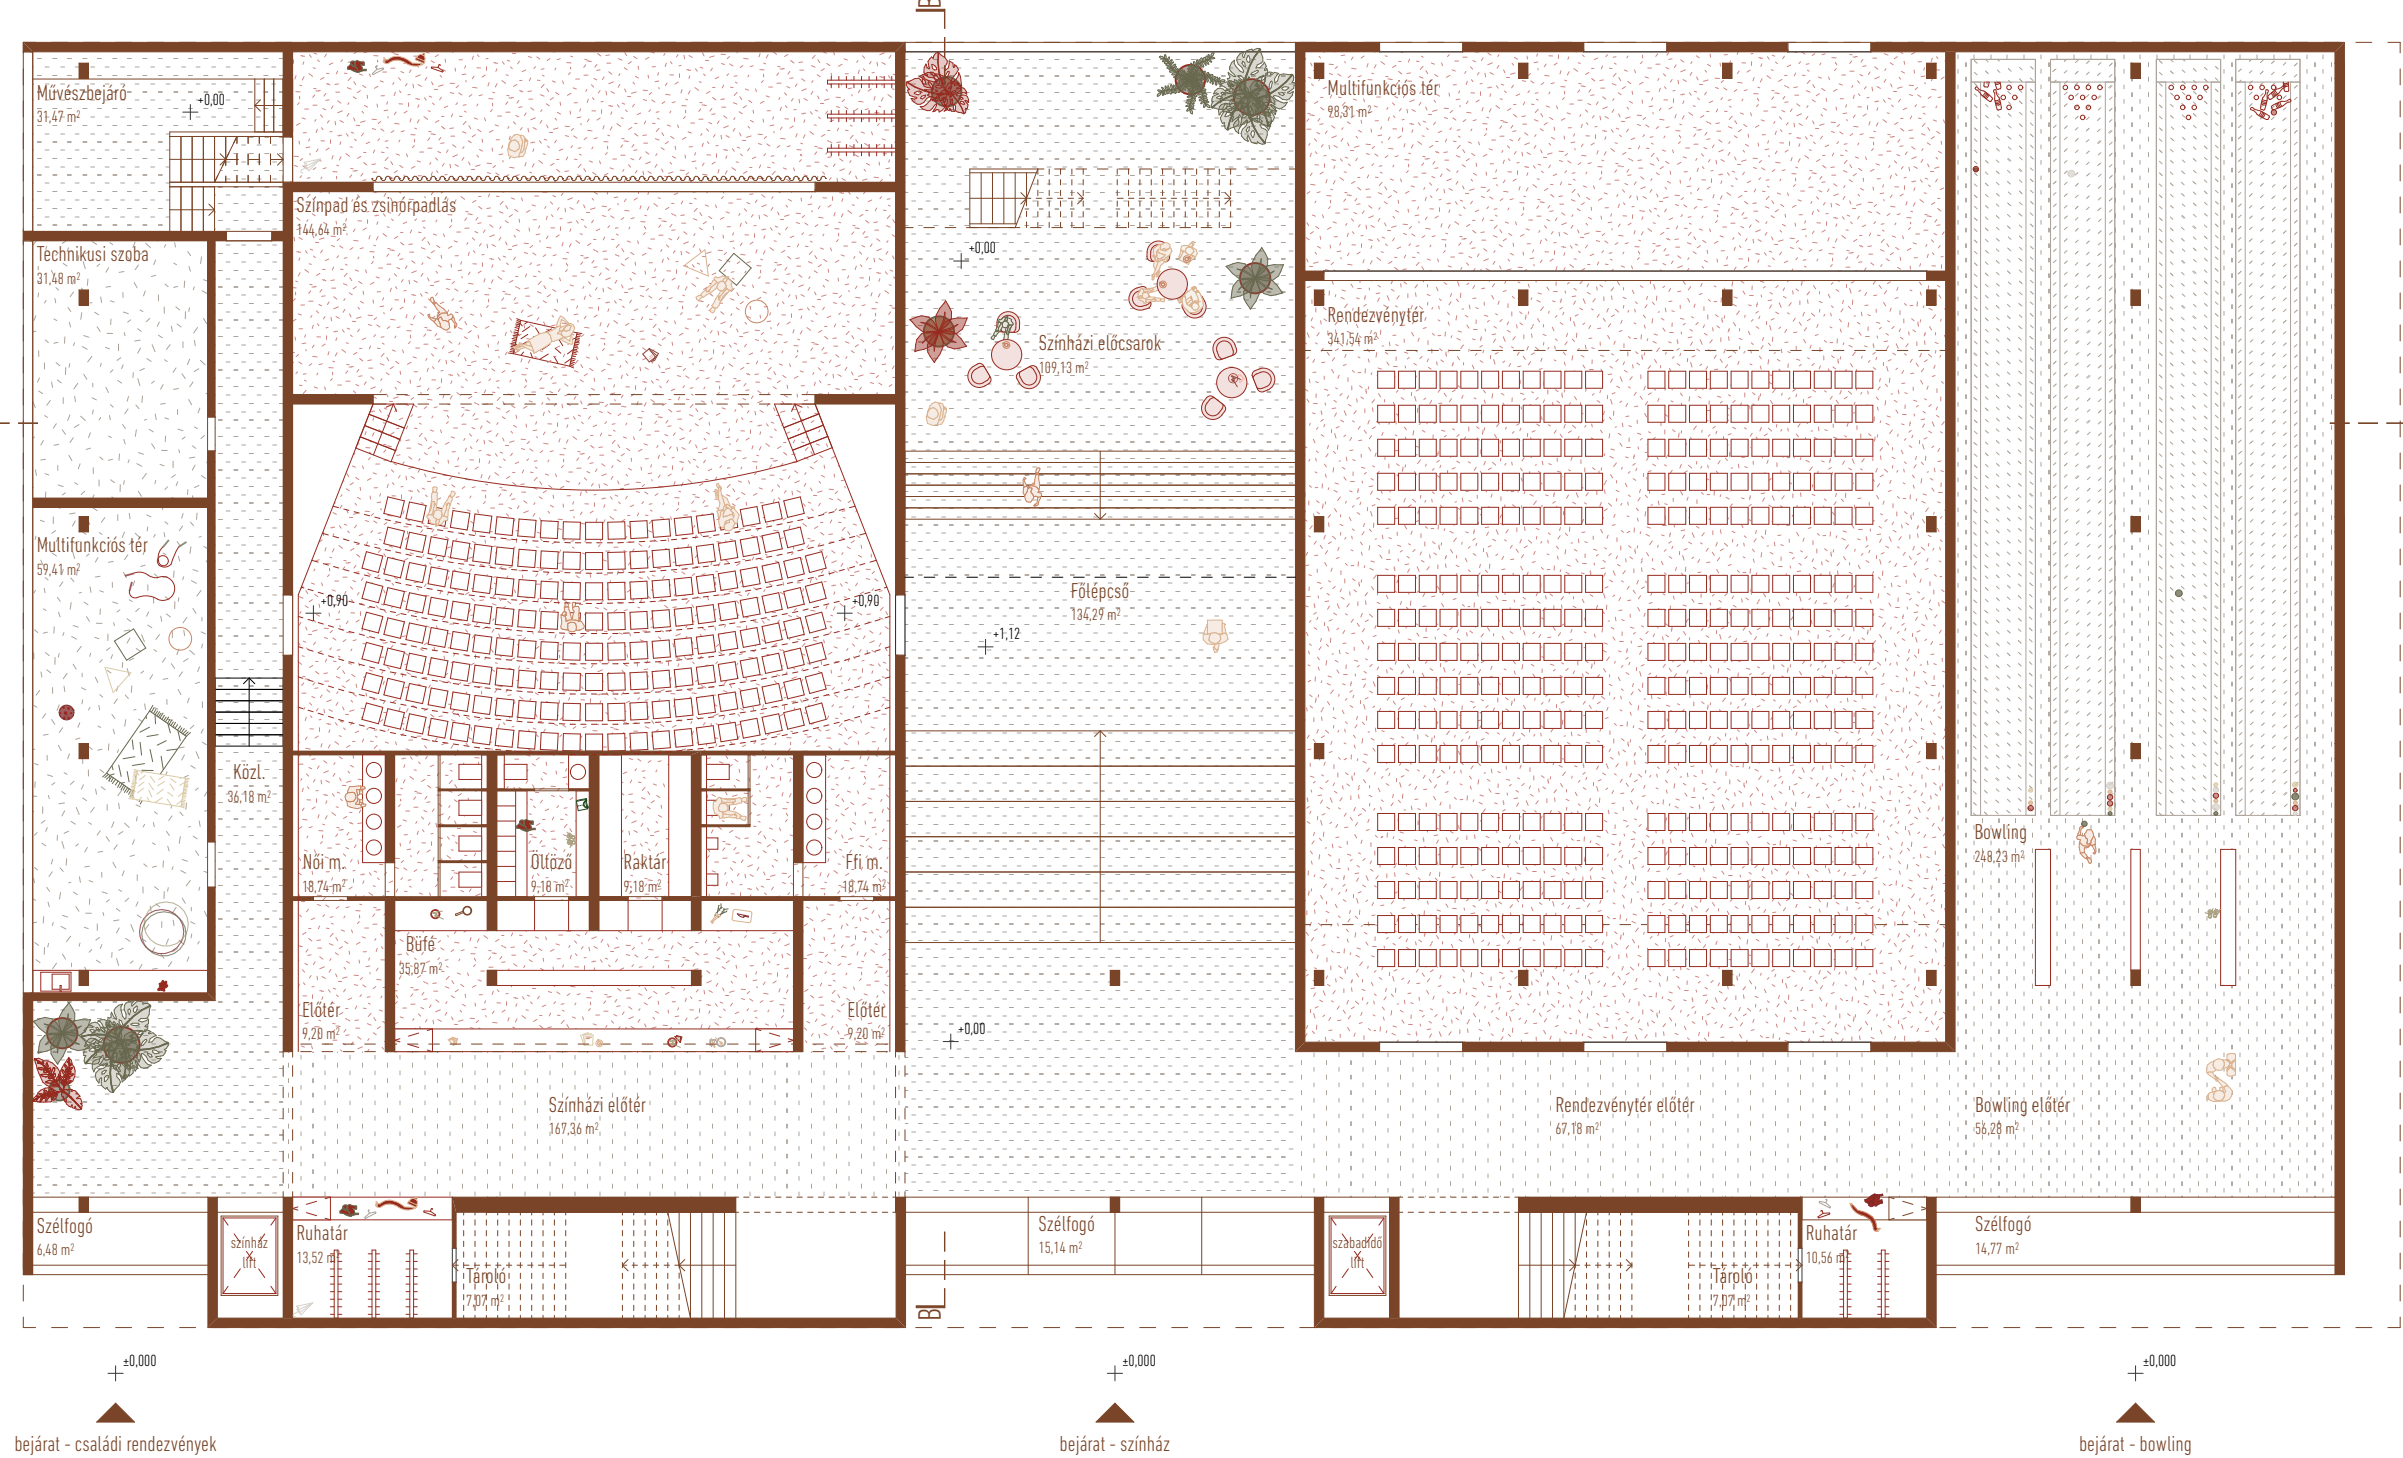 B
Művészbejáró
31,47 m²
+0,00
Színpad és zsinórpadlás
144,64 m²
Technikusi szoba
31,48 m²
Multifunkciós tér
59,41 m²
+0,90
+0,90
Közl.
36,18 m²
Női m.
18,74 m²
Öltöző
9,18 m²
Raktár
9,18 m²
Ffi m.
18,74 m²
Büfé
35,87 m²
Előtér
9,20 m²
Előtér
9,20 m²
Színházi előtér
167,36 m²
Szélfogó
6,48 m²
színház
lift
Ruhatár
13,52 m²
Tároló
7,07 m²
+0,00
Színházi előcsarok
109,13 m²
Főlépcső
134,29 m²
+1,12
+0,00
Szélfogó
15,14 m²
B
Multifunkciós tér
98,31 m²
Rendezvénytér
341,54 m²
Rendezvénytér előtér
67,18 m²
szabadidő
lift
Tároló
7,07 m²
Ruhatár
10,56 m²
Bowling
248,23 m²
Bowling előtér
56,28 m²
Szélfogó
14,77 m²
±0,000
±0,000
±0,000
bejárat - családi rendezvények
bejárat - színház
bejárat - bowling